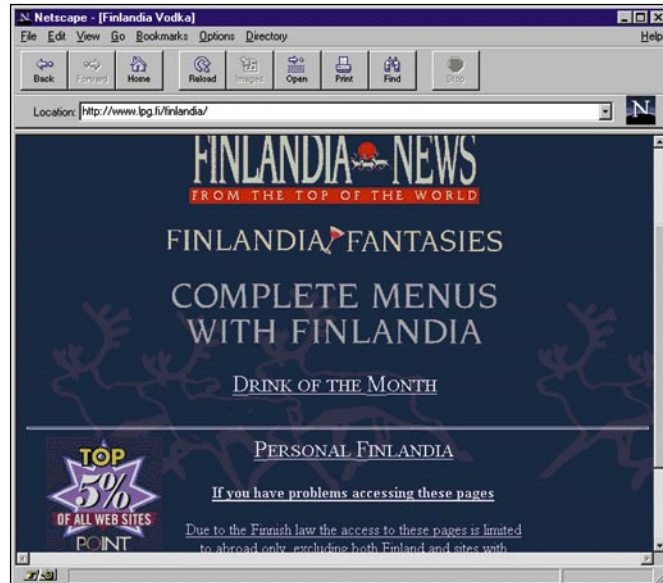 Netscape - [Finlandia Vodka]
File Edit View Go Bookmarks Options Directory Help
Back Forward Home Reload Images Open Print Find Stop
Location: http://www.lpg.fi/finlandia/
N
FINLANDIA NEWS
FROM THE TOP OF THE WORLD
FINLANDIA FANTASIES
COMPLETE MENUS
WITH FINLANDIA
DRINK OF THE MONTH
PERSONAL FINLANDIA
TOP
5%
OF ALL WEB SITES
POINT
If you have problems accessing these pages
Due to the Finnish law the access to these pages is limited
to abroad only, excluding both Finland and sites with